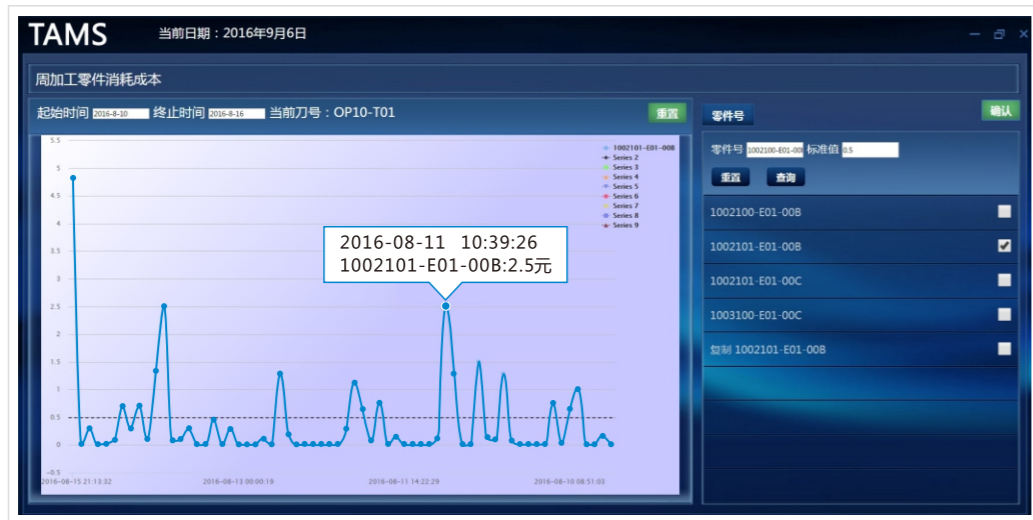 TAMS 当前日期：2016年9月6日
周加工零件消耗成本
起始时间 2016-8-10 终止时间 2016-8-16 当前刀号：OP10-T01 重置
5.5
5
4.5
4
3.5
3
2.5
2
1.5
1
0.5
0
-0.5
1002101-E01-00B
Series 2
Series 3
Series 4
Series 5
Series 6
Series 7
Series 8
Series 9
2016-08-11 10:39:26
1002101-E01-00B:2.5元
2016-08-15 21:13:32 2016-08-13 00:00:19 2016-08-11 14:22:29 2016-08-10 08:51:03
零件号 确认
零件号 1002100-E01-00 标准值 0.5
重置 查询
1002100-E01-00B
1002101-E01-00B
1002101-E01-00C
1003100-E01-00C
复制 1002101-E01-00B